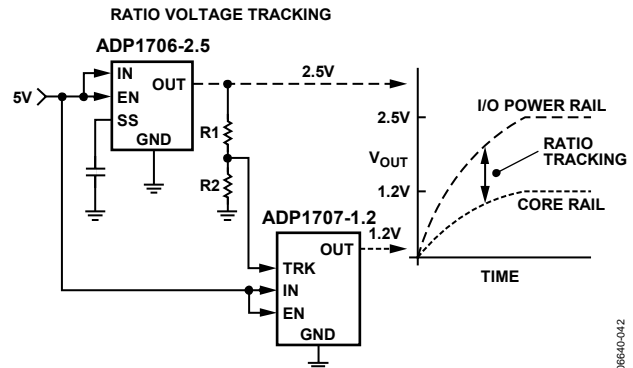 RATIO VOLTAGE TRACKING
ADP1706-2.5
5V
IN
EN
SS
OUT
GND
2.5V
R1
R2
ADP1707-1.2
OUT
1.2V
TRK
IN
EN
GND
2.5V
VOUT
1.2V
I/O POWER RAIL
RATIO
TRACKING
CORE RAIL
TIME
06640-042